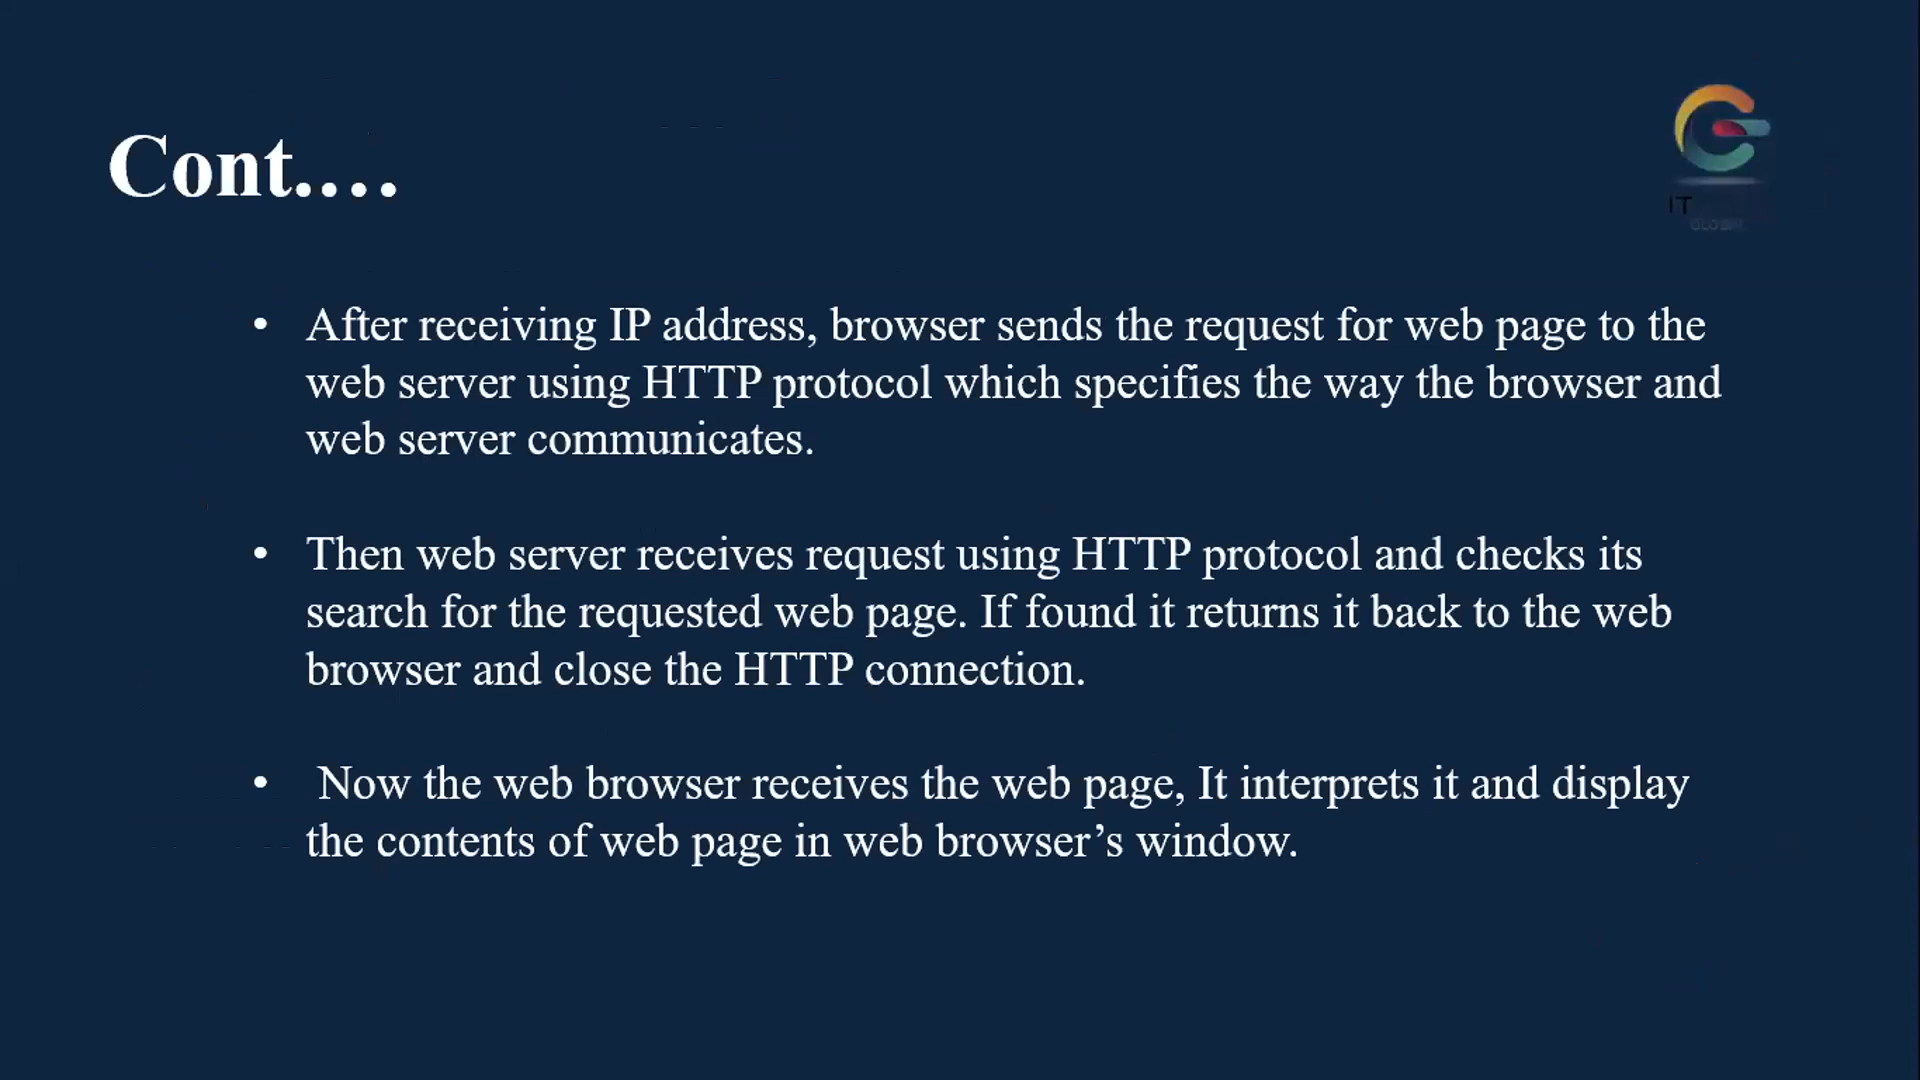 Cont.…
IT
GLOBAL
• After receiving IP address, browser sends the request for web page to the
web server using HTTP protocol which specifies the way the browser and
web server communicates.
• Then web server receives request using HTTP protocol and checks its
search for the requested web page. If found it returns it back to the web
browser and close the HTTP connection.
• Now the web browser receives the web page, It interprets it and display
the contents of web page in web browser’s window.